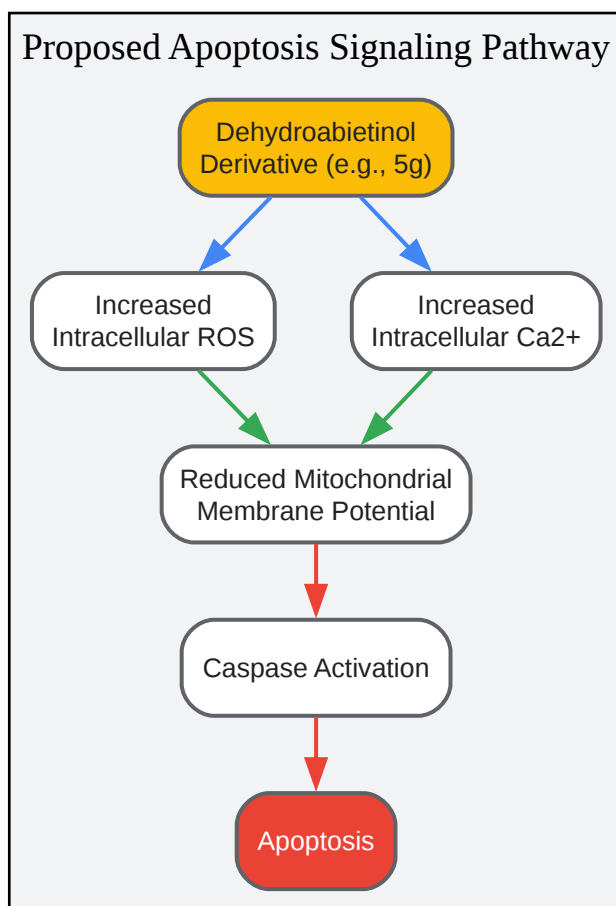 Proposed Apoptosis Signaling Pathway
Dehydroabietinol
Derivative (e.g., 5g)
Increased
Intracellular ROS
Increased
Intracellular Ca2+
Reduced Mitochondrial
Membrane Potential
Caspase Activation
Apoptosis